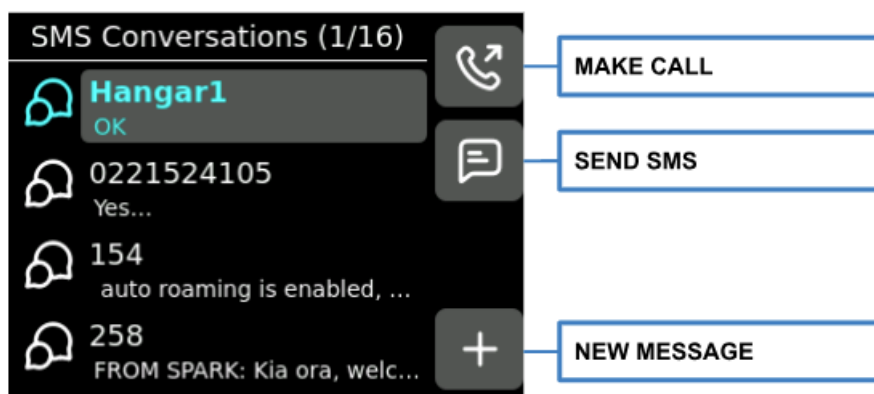 SMS Conversations (1/16)
Hangar1
OK
0221524105
Yes...
154
auto roaming is enabled, ...
258
FROM SPARK: Kia ora, welc...
MAKE CALL
SEND SMS
NEW MESSAGE